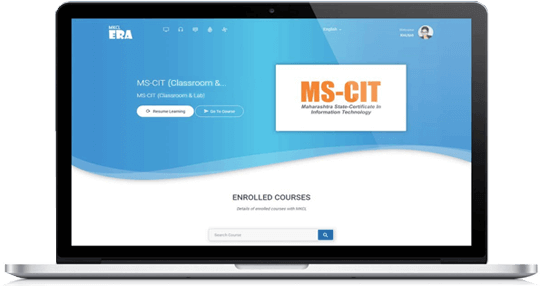 MKCL
ERA
English
Welcome
MS-CIT (Classroom &...
MS-CIT (Classroom & Lab)
Resume Learning
Go To Course
MS-CIT
Maharashtra State-Certificate in
Information Technology
ENROLLED COURSES
Details of enrolled courses with MKCL
Search Course